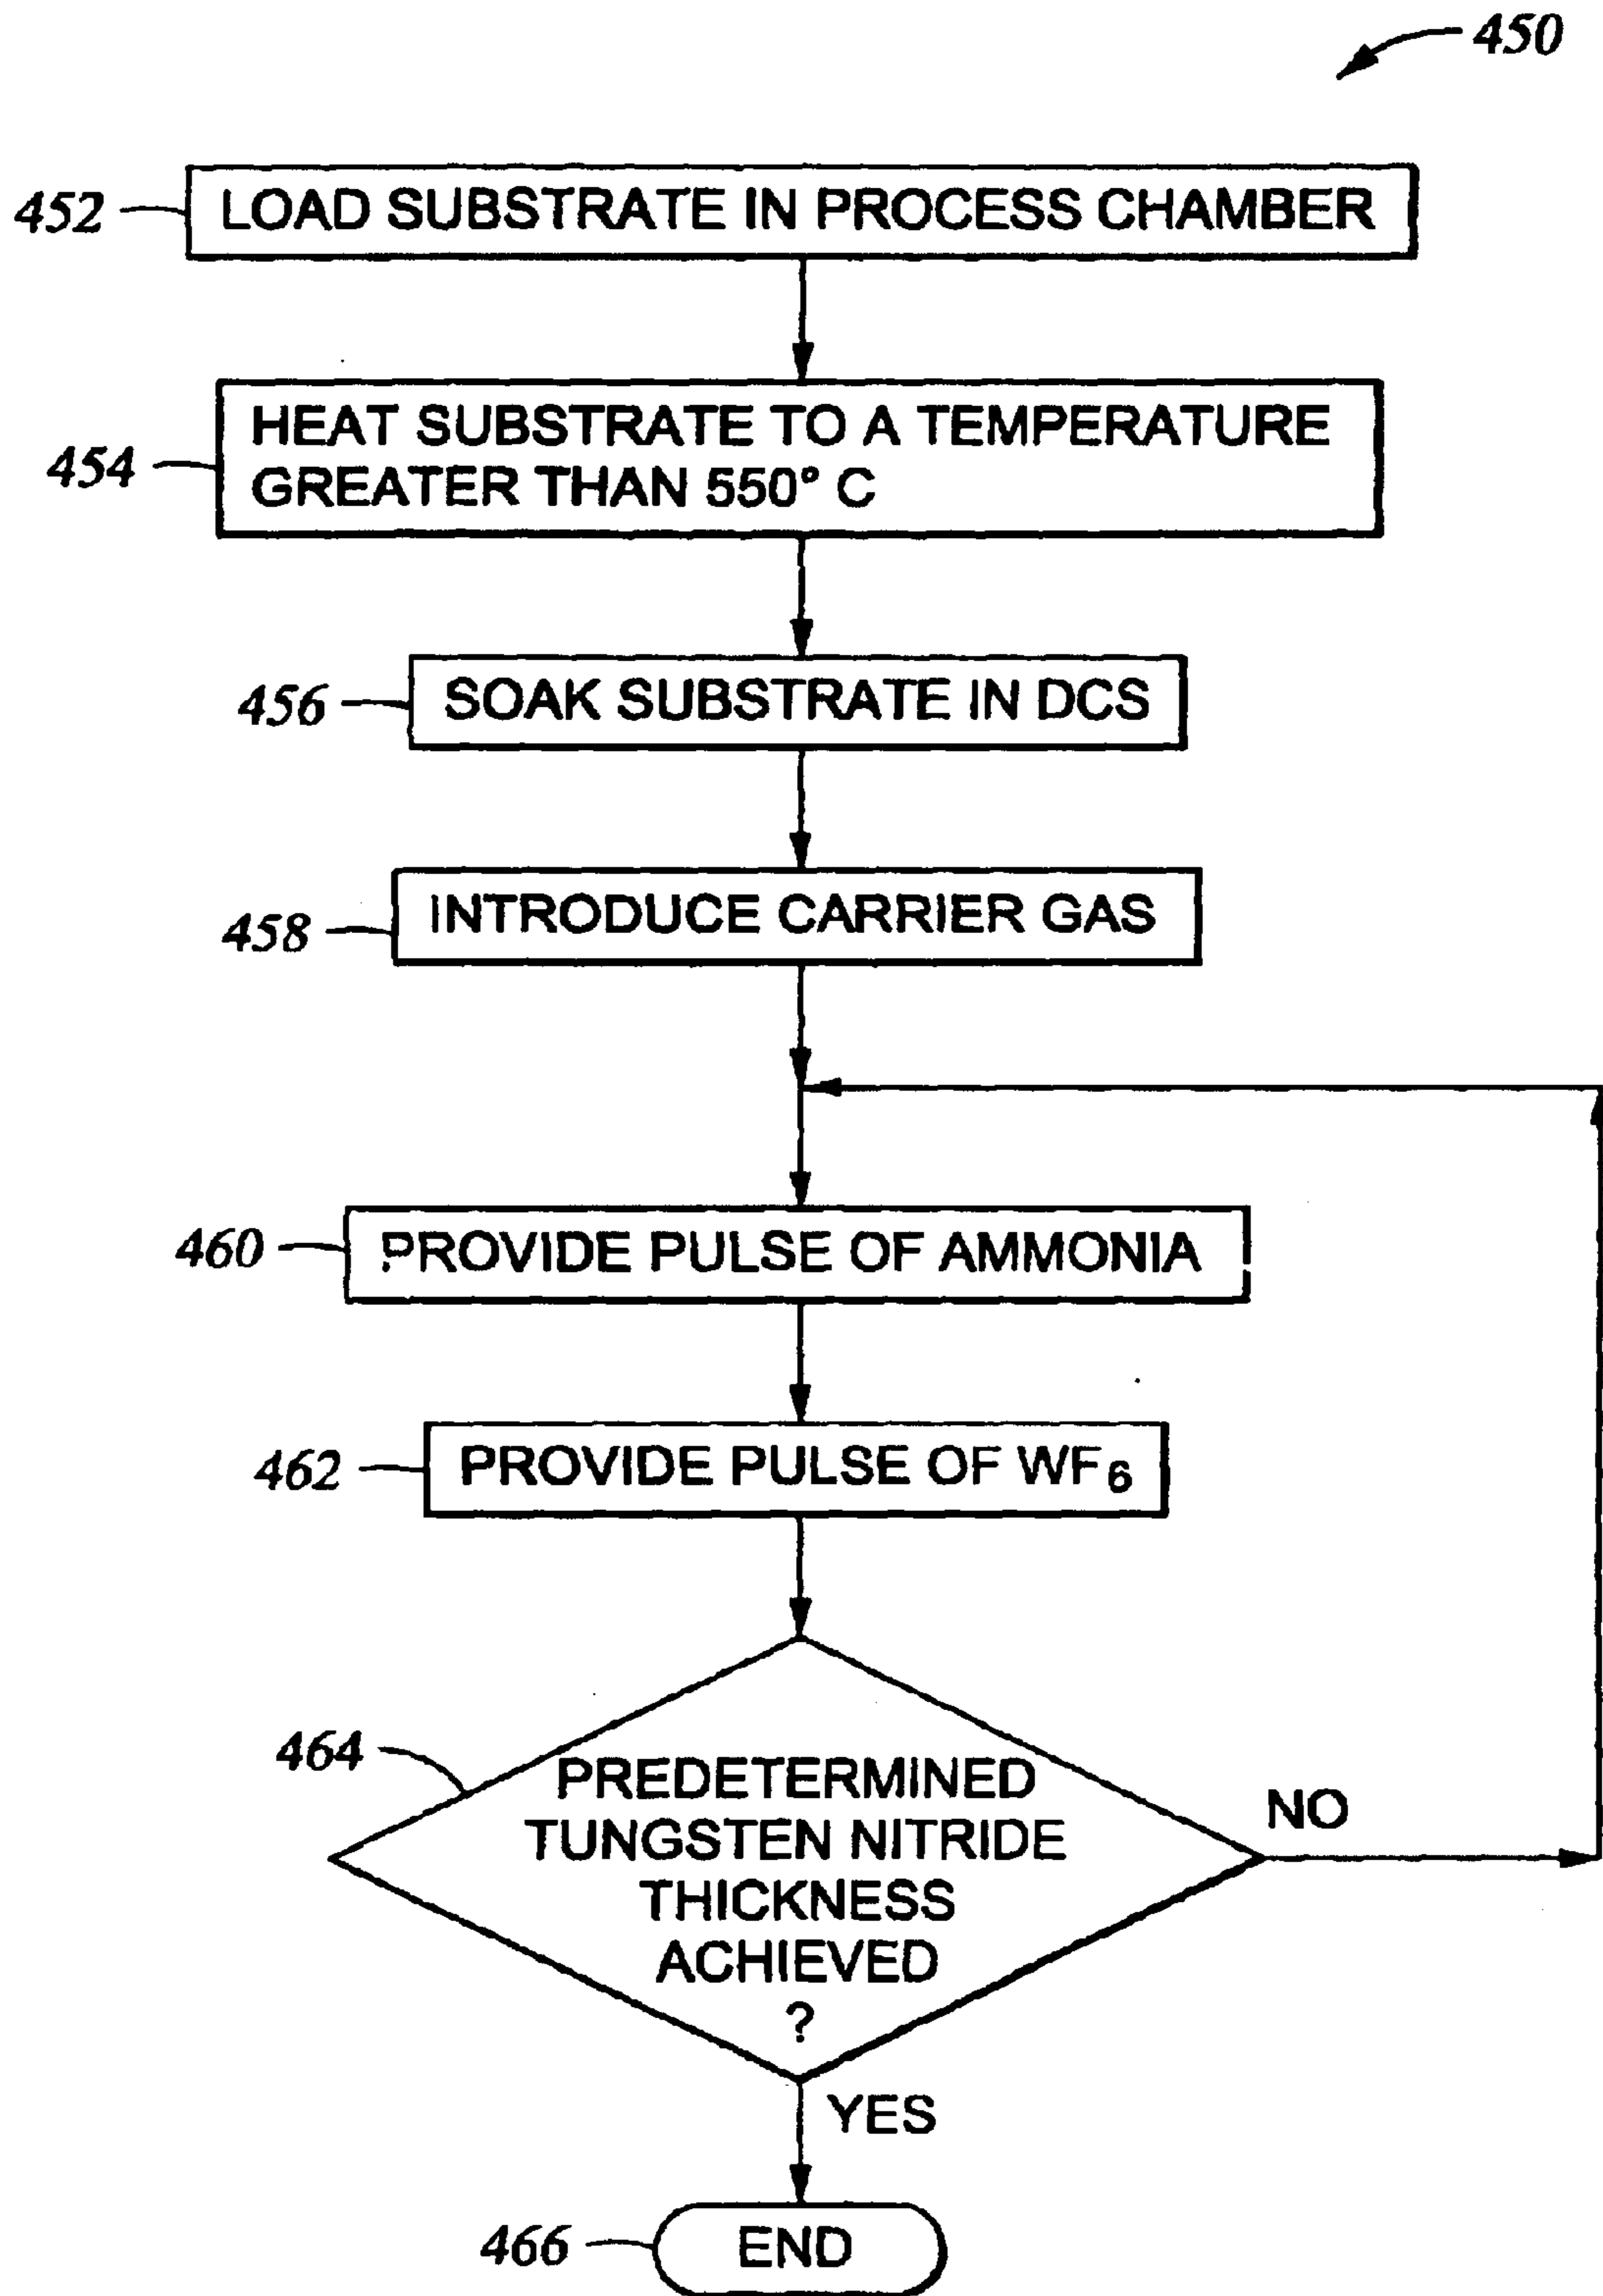 450
452
LOAD SUBSTRATE IN PROCESS CHAMBER
454
HEAT SUBSTRATE TO A TEMPERATURE
GREATER THAN 550° C
456
SOAK SUBSTRATE IN DCS
458
INTRODUCE CARRIER GAS
460
PROVIDE PULSE OF AMMONIA
462
PROVIDE PULSE OF WF₆
464
PREDETERMINED
TUNGSTEN NITRIDE
THICKNESS
ACHIEVED
?
NO
YES
466
END